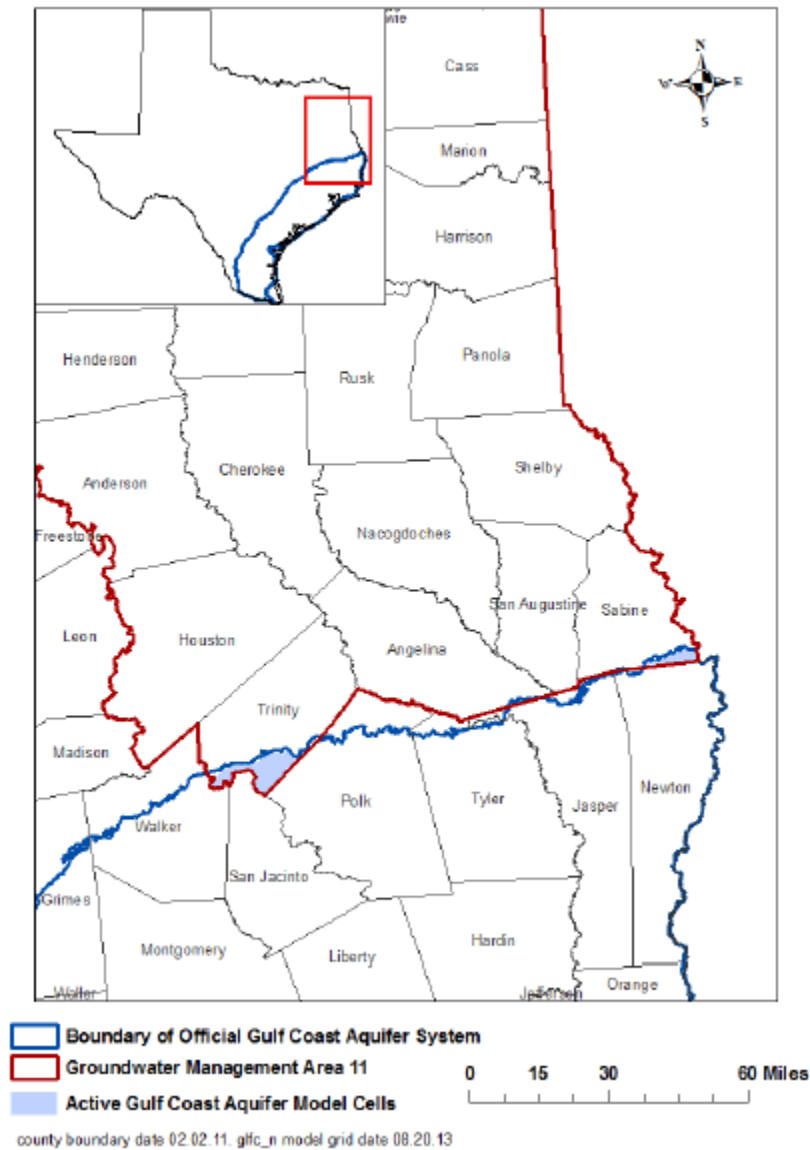 Cass
N
W E
S
Marion
Harrison
Henderson
Rusk
Panola
Anderson
Cherokee
Shelby
Freestone
Nacogdoches
Leon
Houston
San Augustine
Sabine
Angelina
Trinity
Madison
Polk
Tyler
Jasper
Newton
Walker
San Jacinto
Grimes
Montgomery
Liberty
Hardin
Waller
Jefferson
Orange
Boundary of Official Gulf Coast Aquifer System
Groundwater Management Area 11
0 15 30 60 Miles
Active Gulf Coast Aquifer Model Cells
county boundary date 02.02.11. glfc_n model grid date 08.20.13